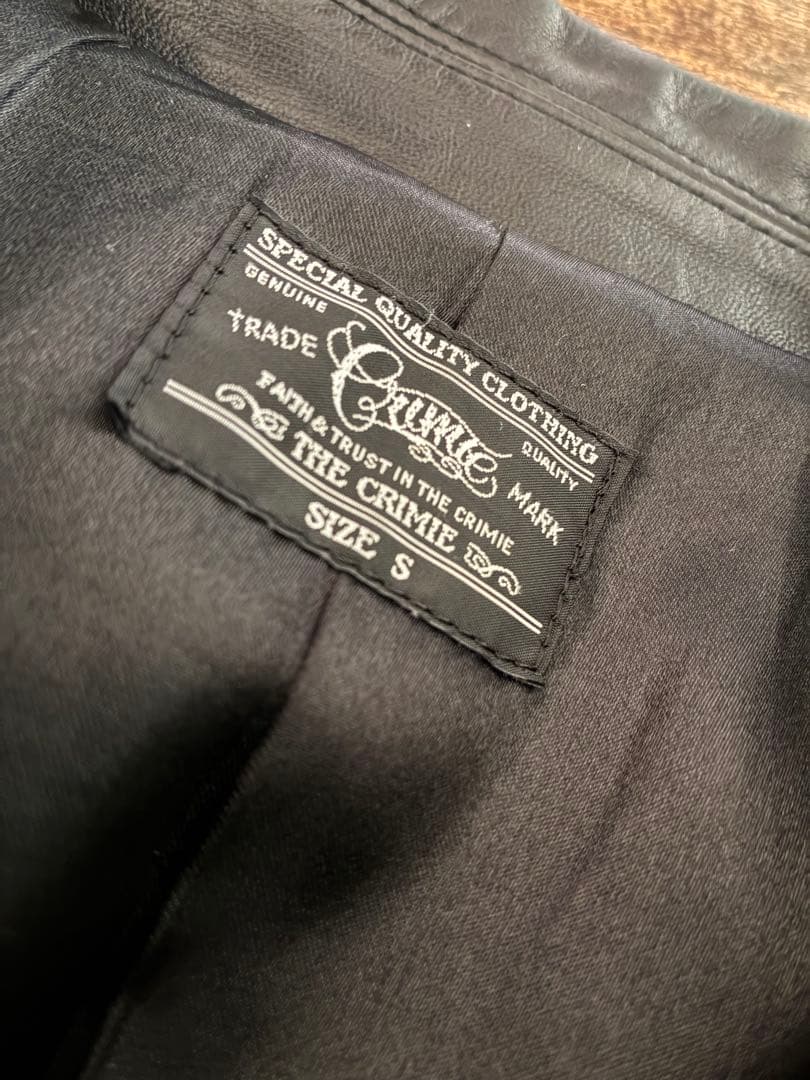 SPECIAL QUALITY CLOTHING
GENUINE QUALITY
TRADE Crimie MARK
FAITH & TRUST IN THE CRIMIE
THE CRIMIE
SIZE S